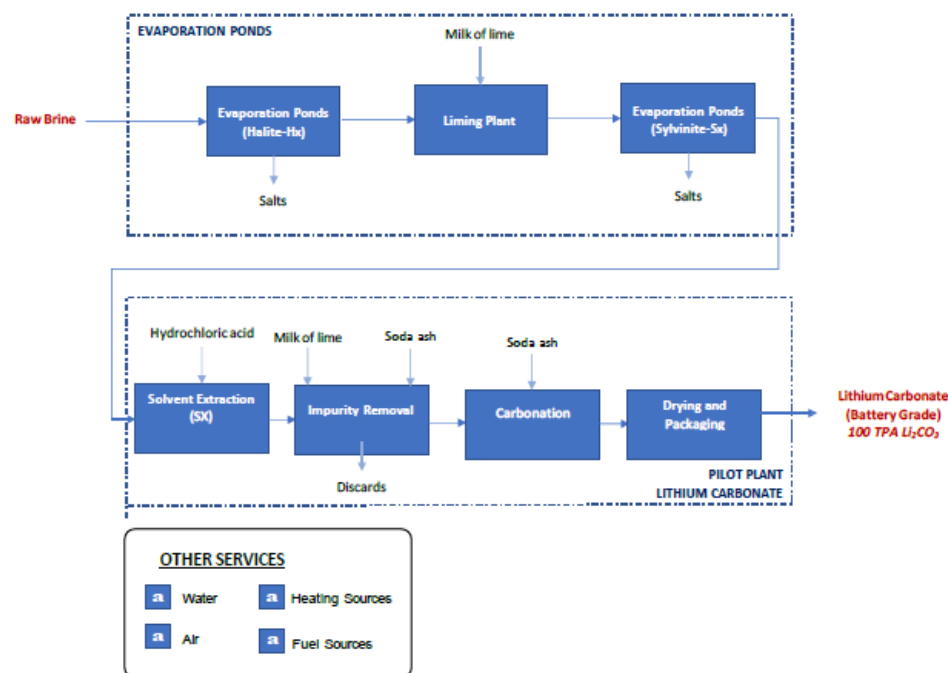 EVAPORATION PONDS
Milk of lime
Raw Brine
Evaporation Ponds
(Halite-Hx)
Liming Plant
Evaporation Ponds
(Sylvinite-Sx)
Salts
Salts
Hydrochloric acid
Milk of lime
Soda ash
Soda ash
Solvent Extraction
(SX)
Impurity Removal
Carbonation
Drying and
Packaging
Lithium Carbonate
(Battery Grade)
100 TPA Li₂CO₃
Discards
PILOT PLANT
LITHIUM CARBONATE
OTHER SERVICES
a Water
a Heating Sources
a Air
a Fuel Sources